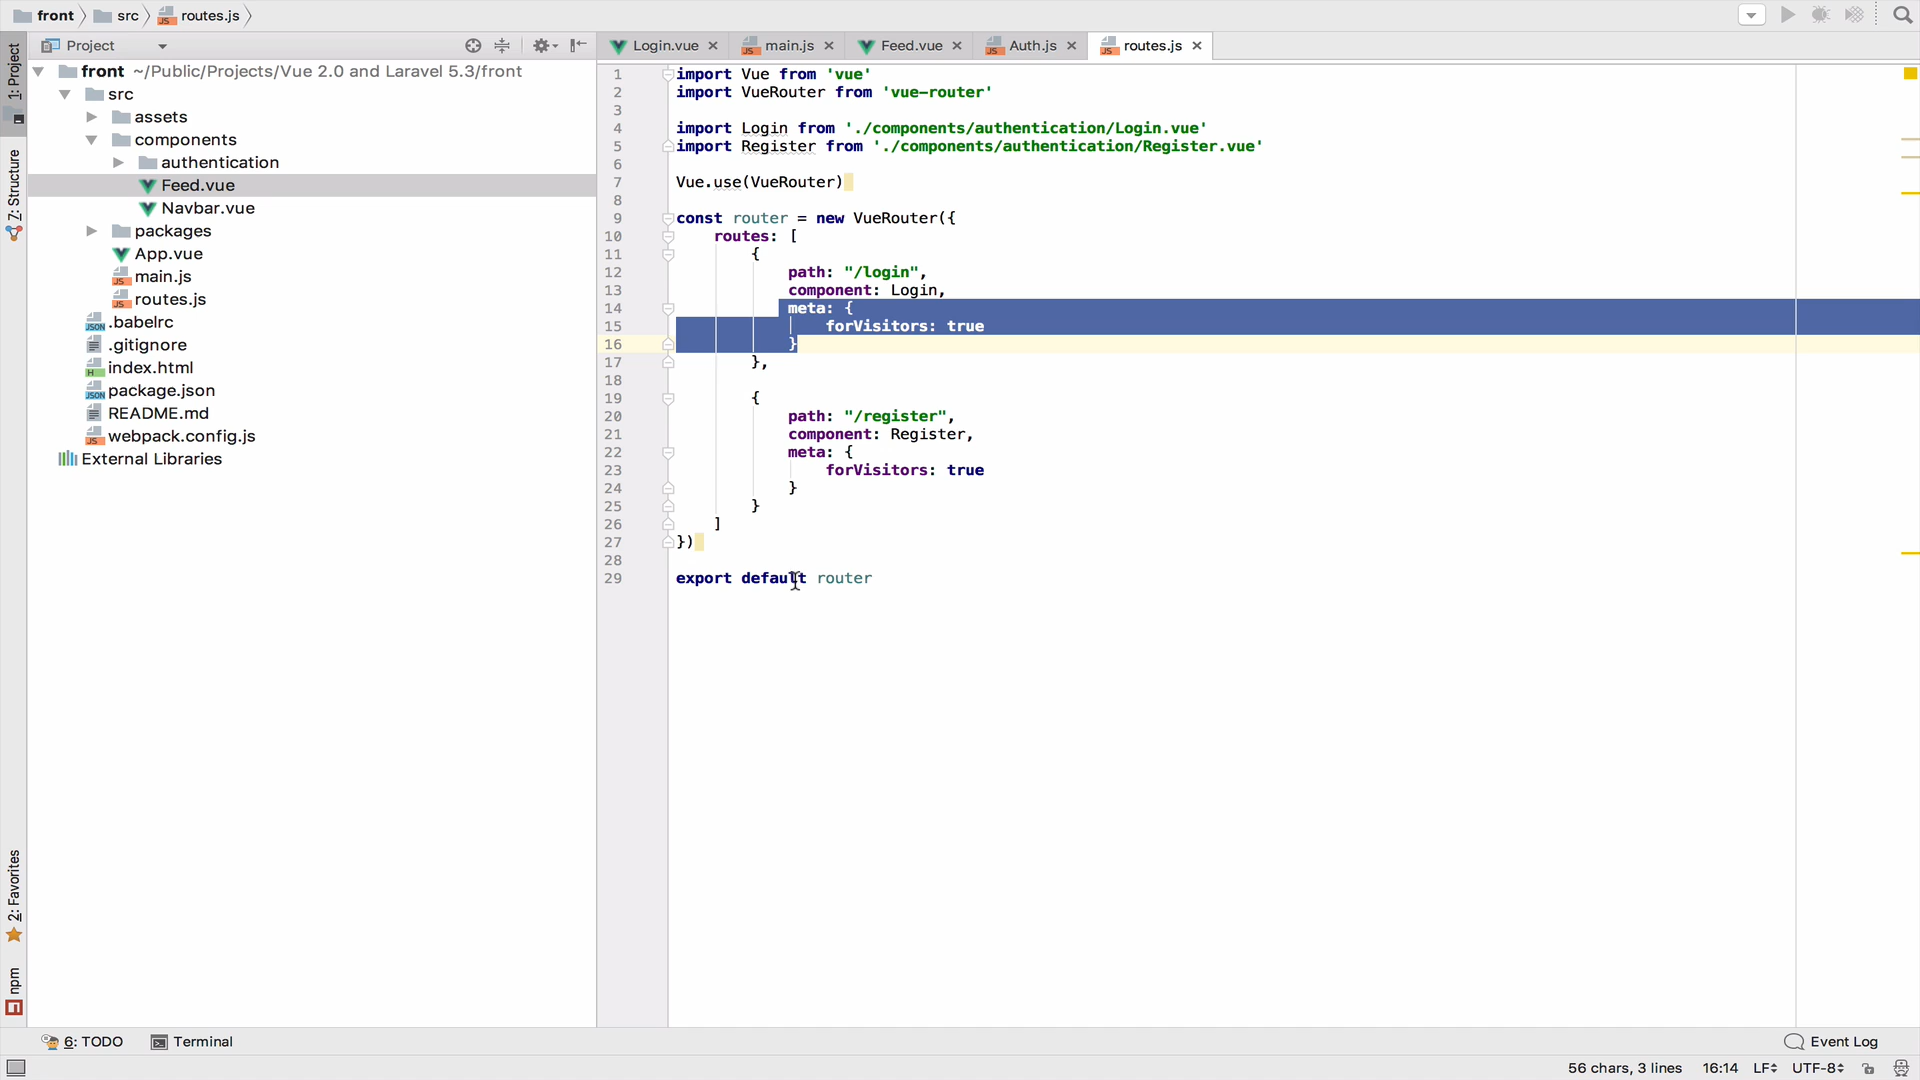 front src routes.js
Project
Login.vue main.js Feed.vue Auth.js routes.js
1: Project
7: Structure
2: Favorites
npm
front ~/Public/Projects/Vue 2.0 and Laravel 5.3/front
src
assets
components
authentication
Feed.vue
Navbar.vue
packages
App.vue
main.js
routes.js
.babelrc
.gitignore
index.html
package.json
README.md
webpack.config.js
External Libraries
1 import Vue from 'vue'
2 import VueRouter from 'vue-router'
3
4 import Login from './components/authentication/Login.vue'
5 import Register from './components/authentication/Register.vue'
6
7 Vue.use(VueRouter)
8
9 const router = new VueRouter({
10 routes: [
11 {
12 path: "/login",
13 component: Login,
14 meta: {
15 forVisitors: true
16 }
17 },
18
19 {
20 path: "/register",
21 component: Register,
22 meta: {
23 forVisitors: true
24 }
25 }
26 ]
27 })
28
29 export default router
6: TODO Terminal Event Log
56 chars, 3 lines 16:14 LF UTF-8